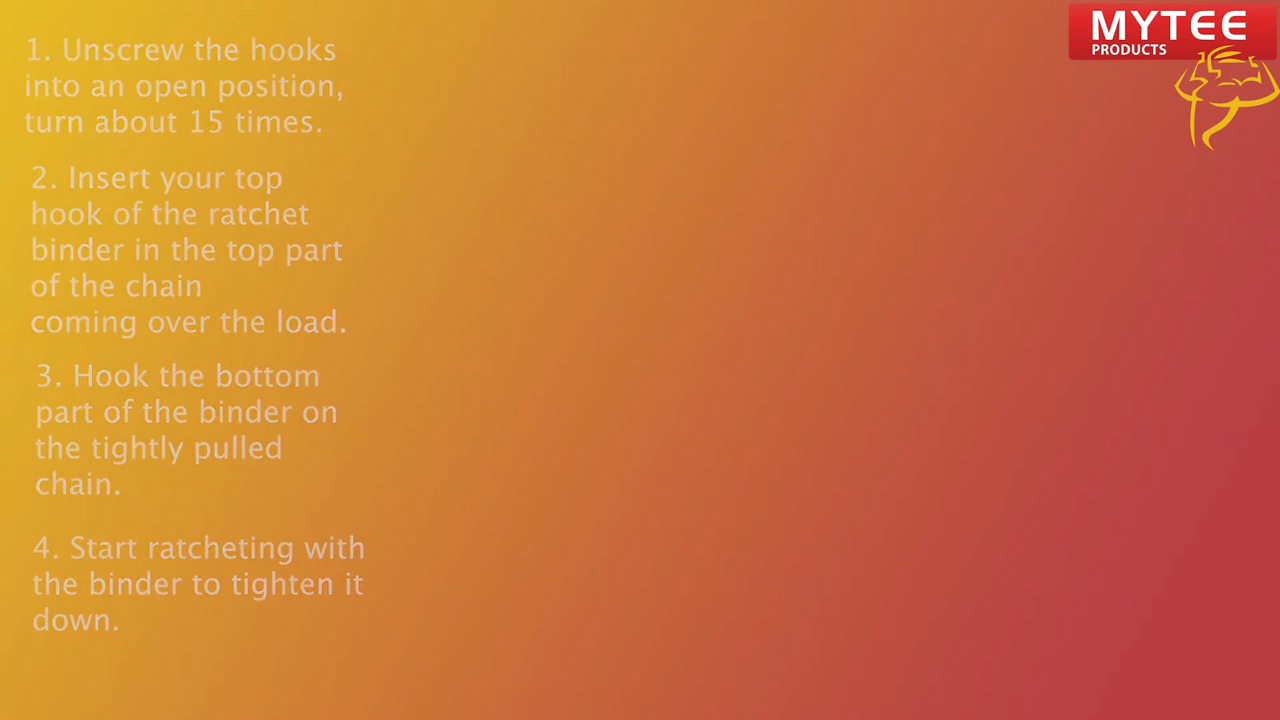 1. Unscrew the hooks
into an open position,
turn about 15 times.
2. Insert your top
hook of the ratchet
binder in the top part
of the chain
coming over the load.
3. Hook the bottom
part of the binder on
the tightly pulled
chain.
4. Start ratcheting with
the binder to tighten it
down.
MYTEE
PRODUCTS